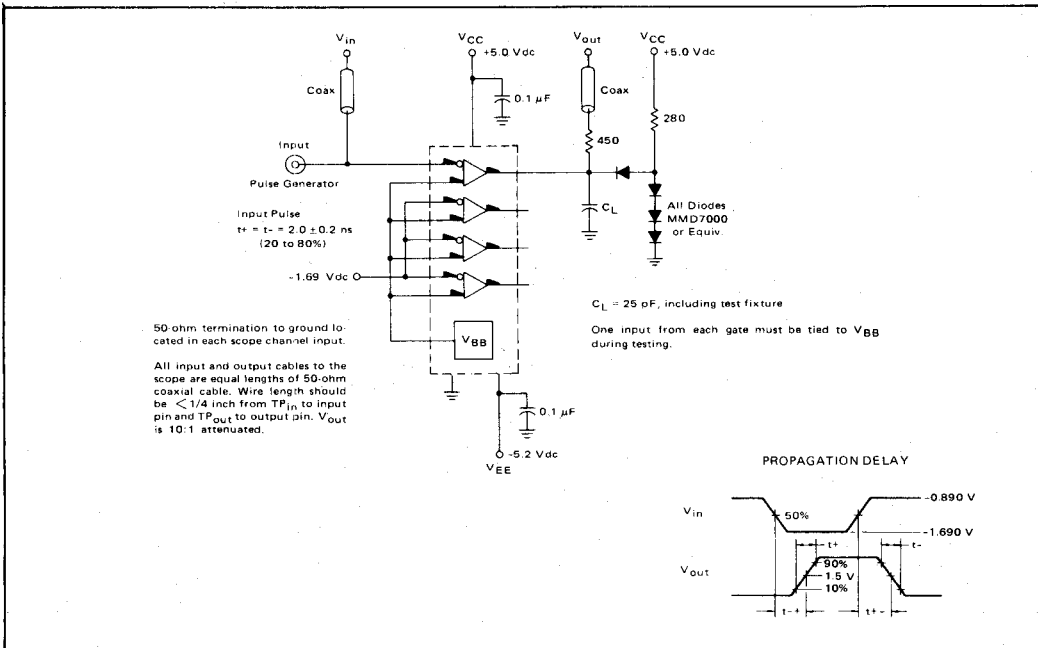 Vin
VCC
+5.0 Vdc
Vout
VCC
+5.0 Vdc
Coax
0.1 µF
Coax
450
280
Input
Pulse Generator
Input Pulse
t+ = t- = 2.0 ±0.2 ns
(20 to 80%)
-1.69 Vdc
CL
All Diodes
MMD7000
or Equiv.
CL = 25 pF, including test fixture
One input from each gate must be tied to VBB
during testing.
VBB
50-ohm termination to ground lo-
cated in each scope channel input.
All input and output cables to the
scope are equal lengths of 50-ohm
coaxial cable. Wire length should
be < 1/4 inch from TPin to input
pin and TPout to output pin. Vout
is 10:1 attenuated.
0.1 µF
-5.2 Vdc
VEE
PROPAGATION DELAY
Vin
50%
-0.890 V
-1.690 V
t+
t-
Vout
90%
1.5 V
10%
t-+
t+-